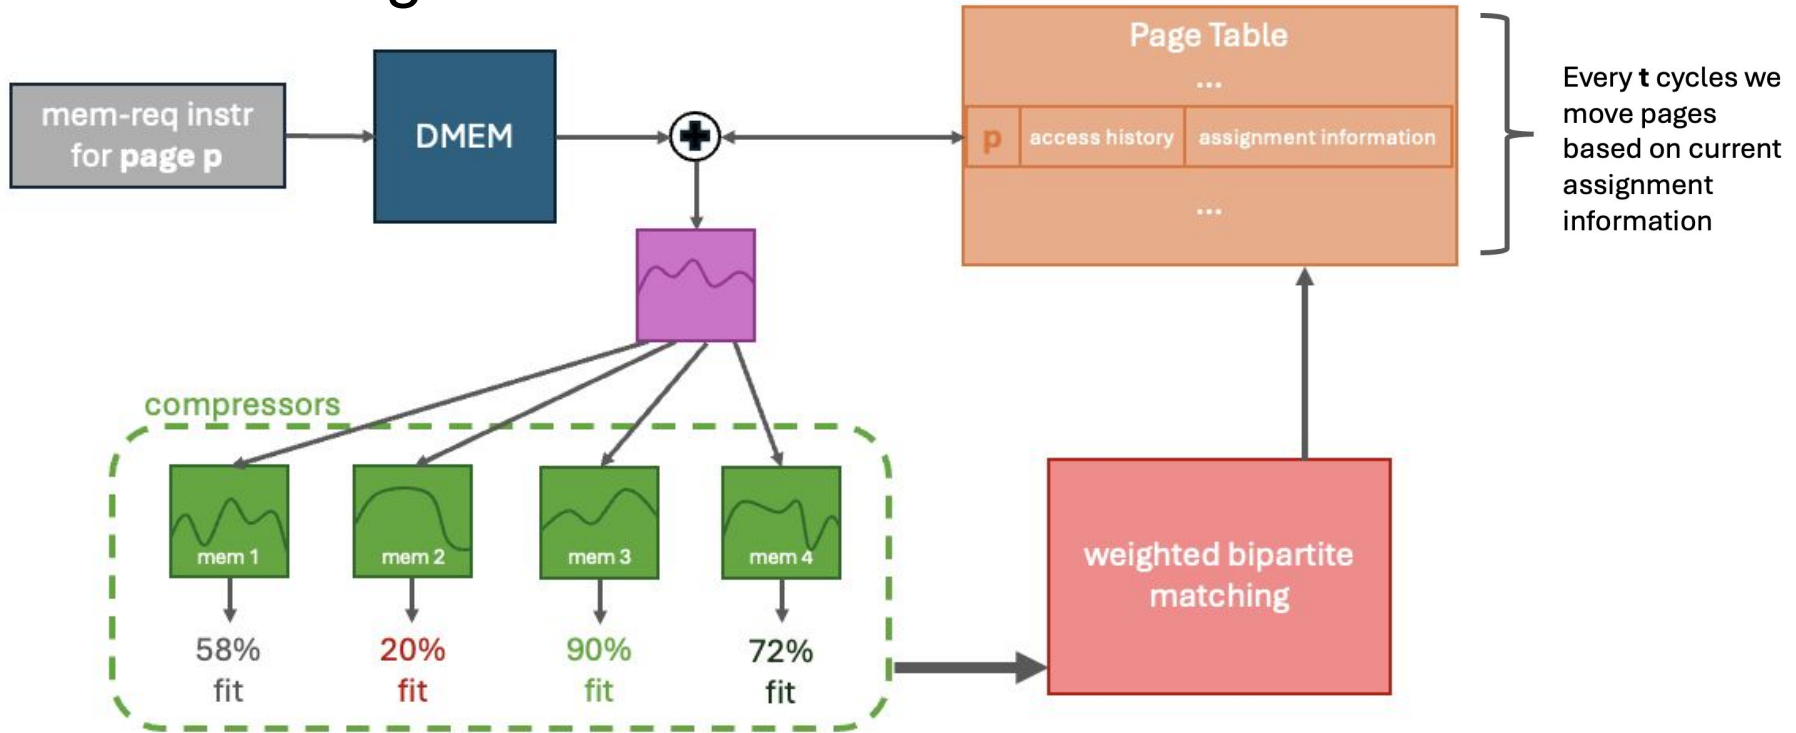 mem-req instr
for page p
DMEM
Page Table
...
p
access history
assignment information
...
Every t cycles we
move pages
based on current
assignment
information
compressors
mem 1
mem 2
mem 3
mem 4
58%
fit
20%
fit
90%
fit
72%
fit
weighted bipartite
matching